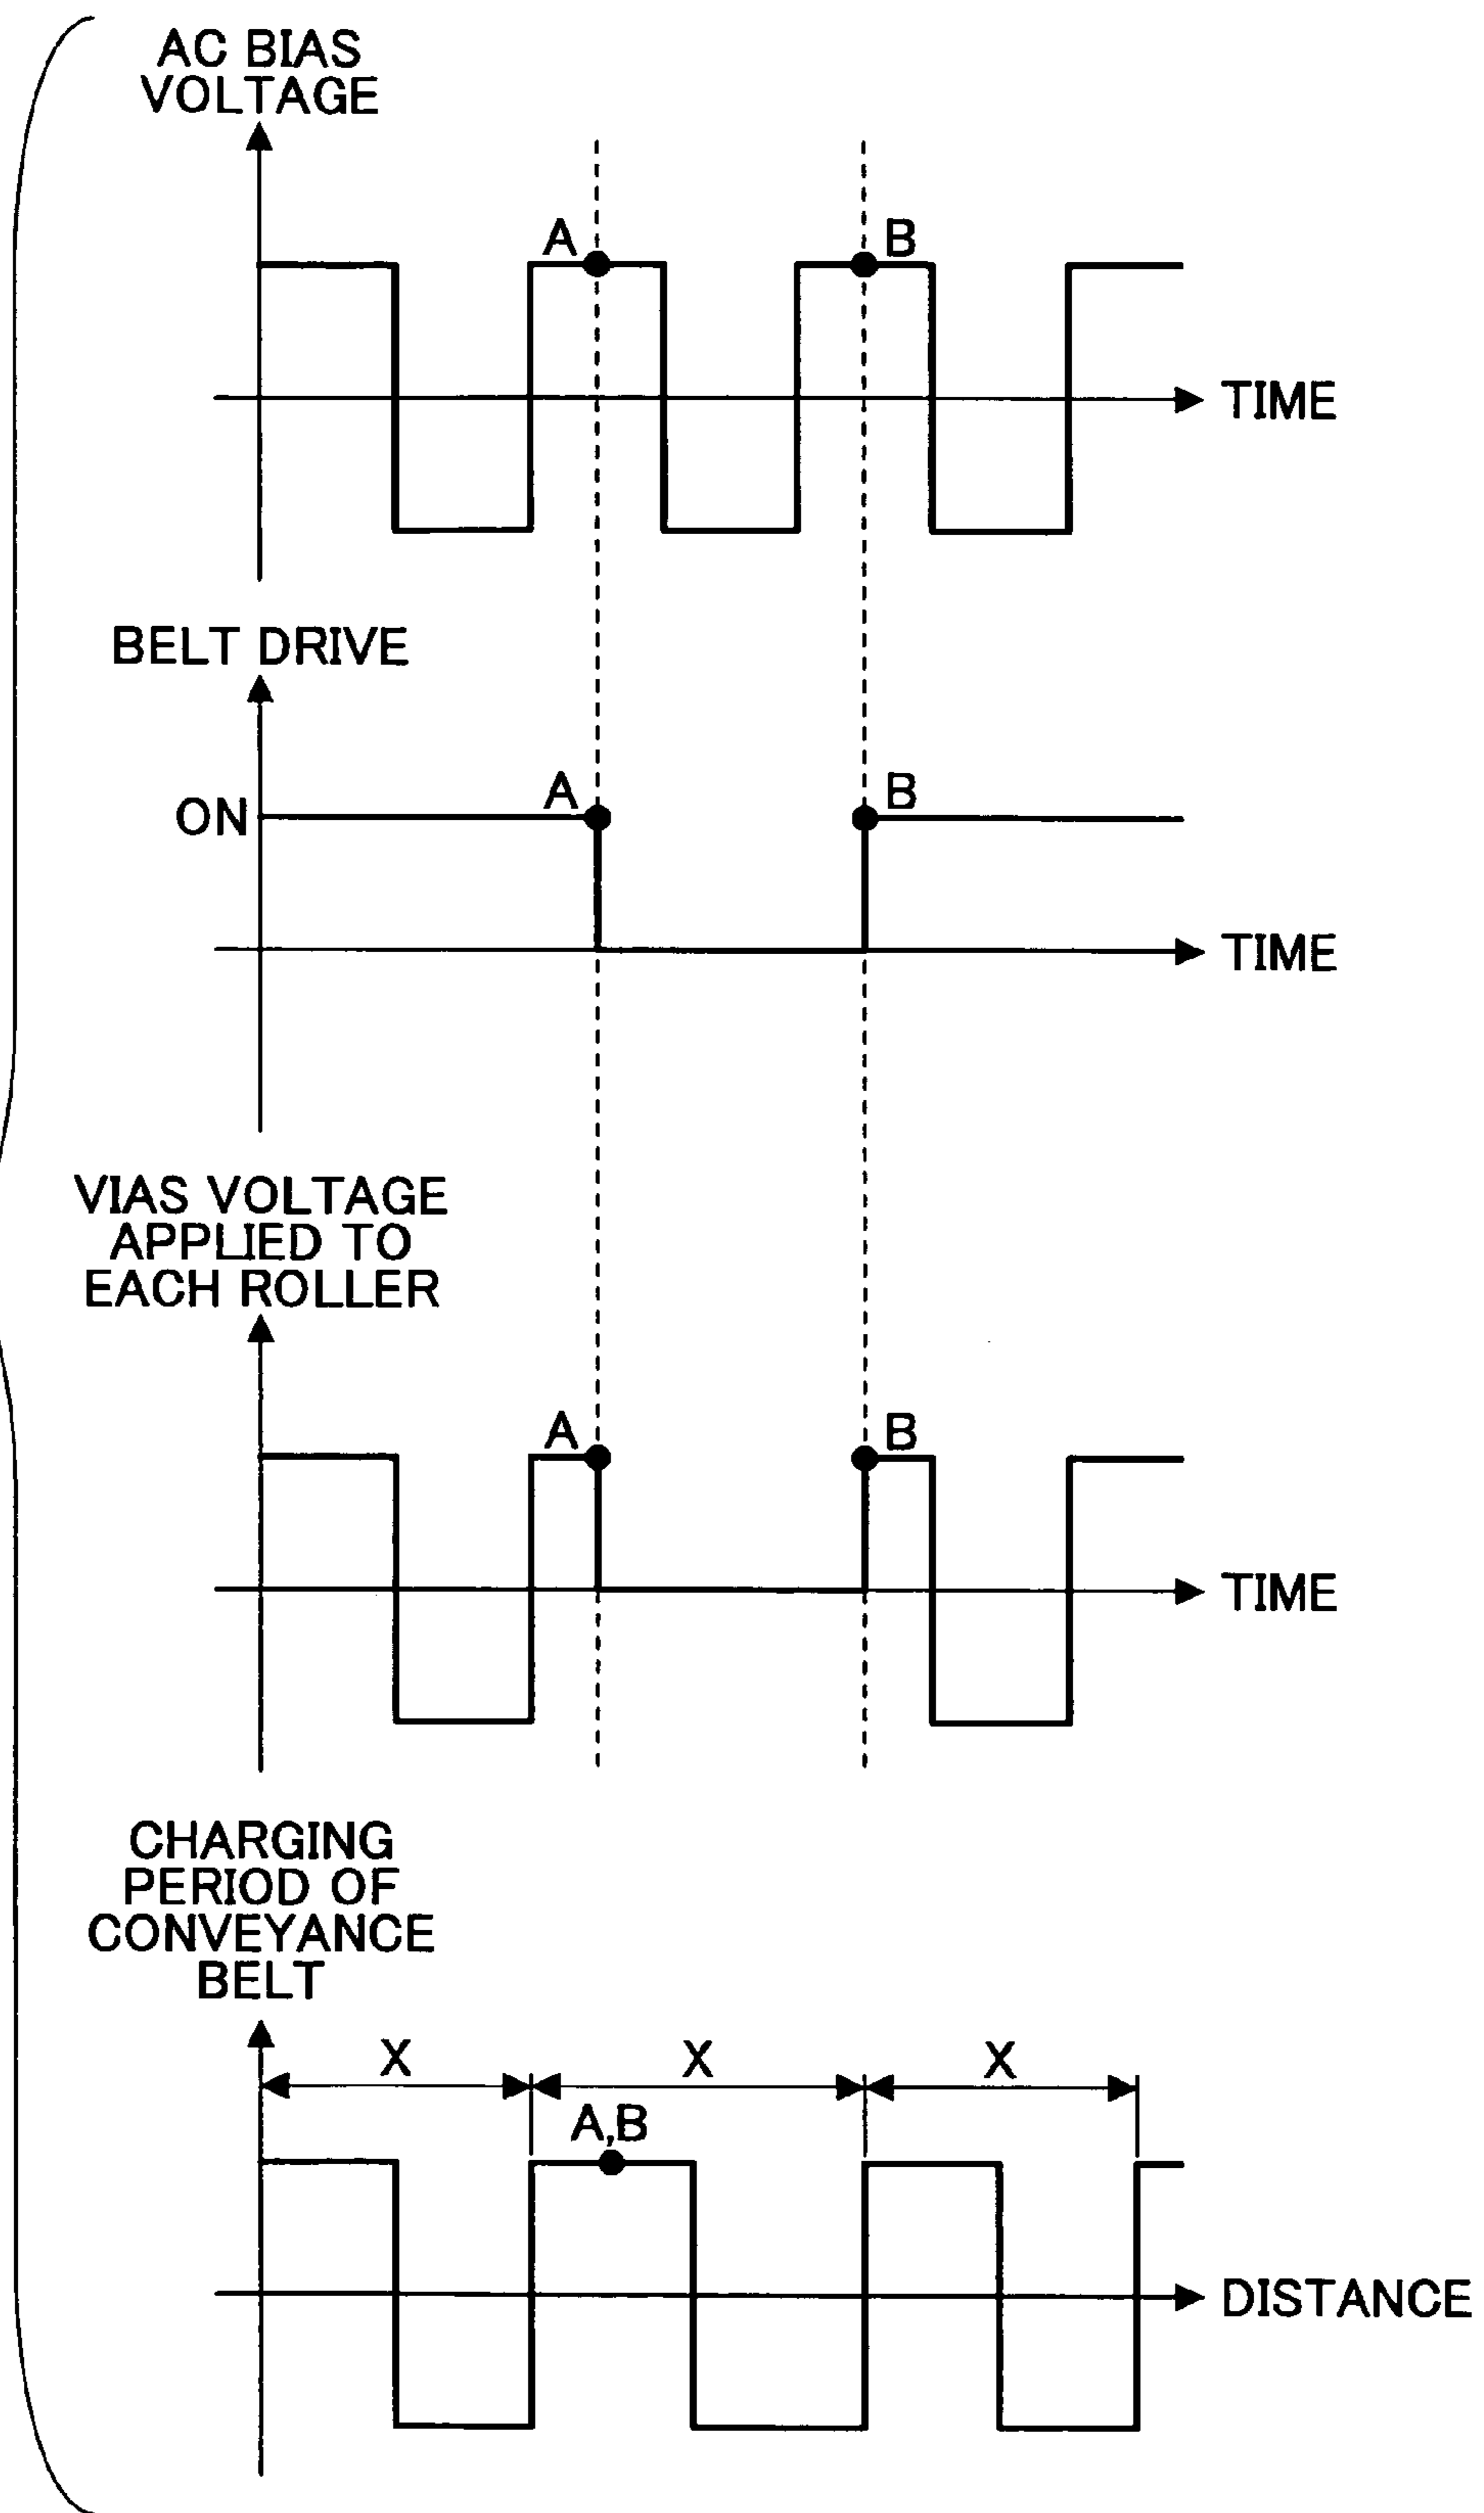 AC BIAS
VOLTAGE
A
B
TIME
BELT DRIVE
ON
A
B
TIME
VIAS VOLTAGE
APPLIED TO
EACH ROLLER
A
B
TIME
CHARGING
PERIOD OF
CONVEYANCE
BELT
X
X
X
A,B
DISTANCE